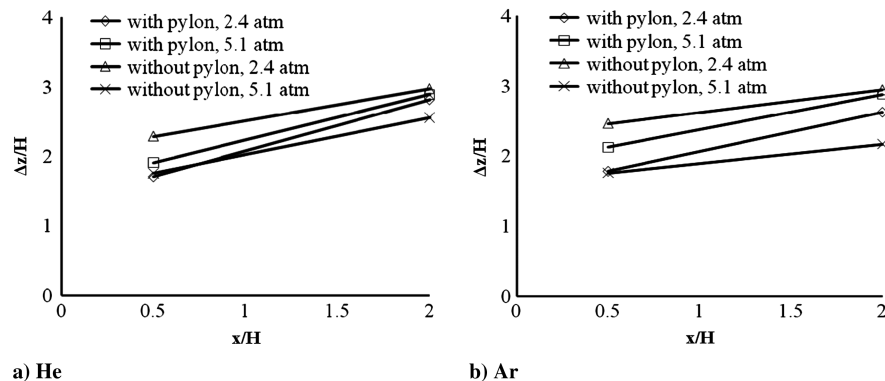 4
3
2
1
0
Δz/H
with pylon, 2.4 atm
with pylon, 5.1 atm
without pylon, 2.4 atm
without pylon, 5.1 atm
0
0.5
1
1.5
2
x/H
a) He
4
3
2
1
0
Δz/H
with pylon, 2.4 atm
with pylon, 5.1 atm
without pylon, 2.4 atm
without pylon, 5.1 atm
0
0.5
1
1.5
2
x/H
b) Ar